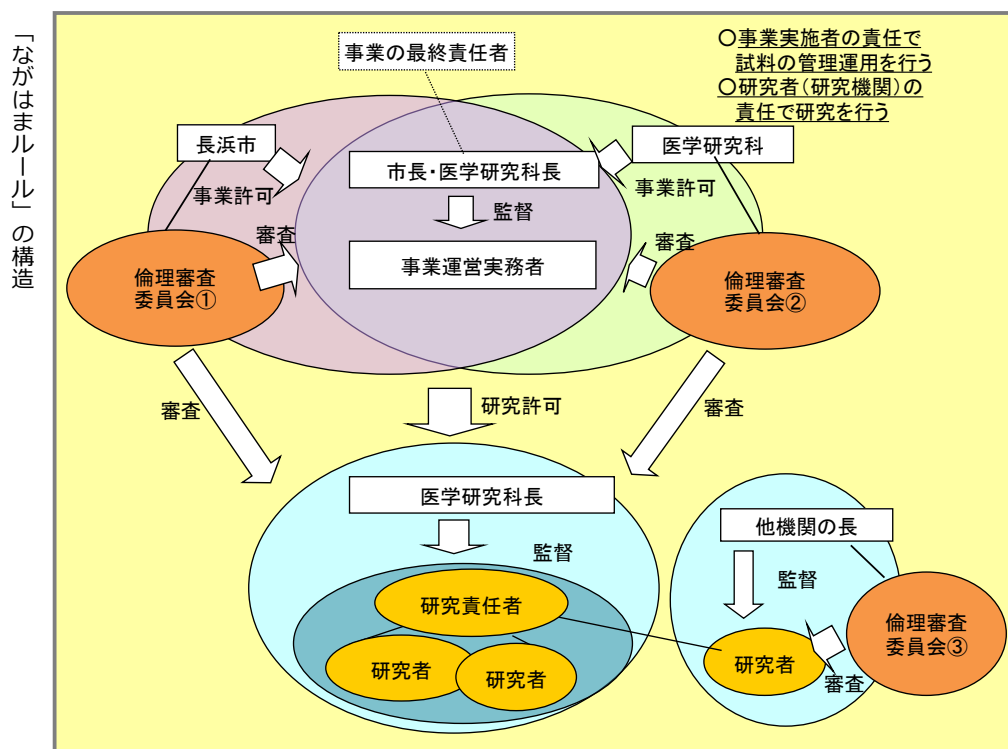 「ながはまルール」の構造
事業の最終責任者
〇事業実施者の責任で
試料の管理運用を行う
〇研究者(研究機関)の
責任で研究を行う
長浜市
市長・医学研究科長
医学研究科
事業許可
監督
事業許可
審査
事業運営実務者
審査
倫理審査
委員会①
倫理審査
委員会②
審査
研究許可
審査
医学研究科長
監督
研究責任者
研究者
研究者
他機関の長
監督
研究者
倫理審査
委員会③
審査